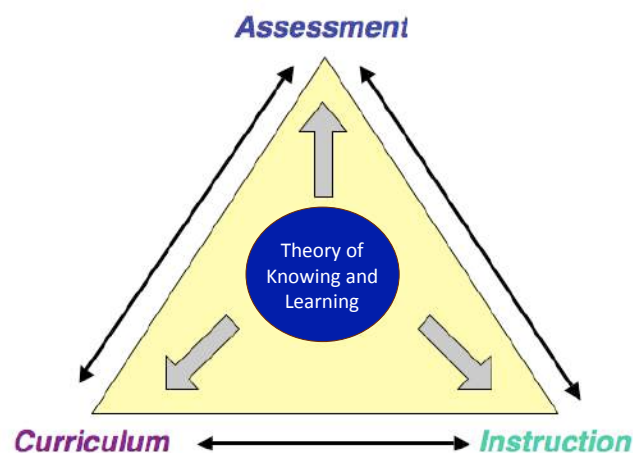 Assessment
Theory of
Knowing and
Learning
Curriculum
Instruction